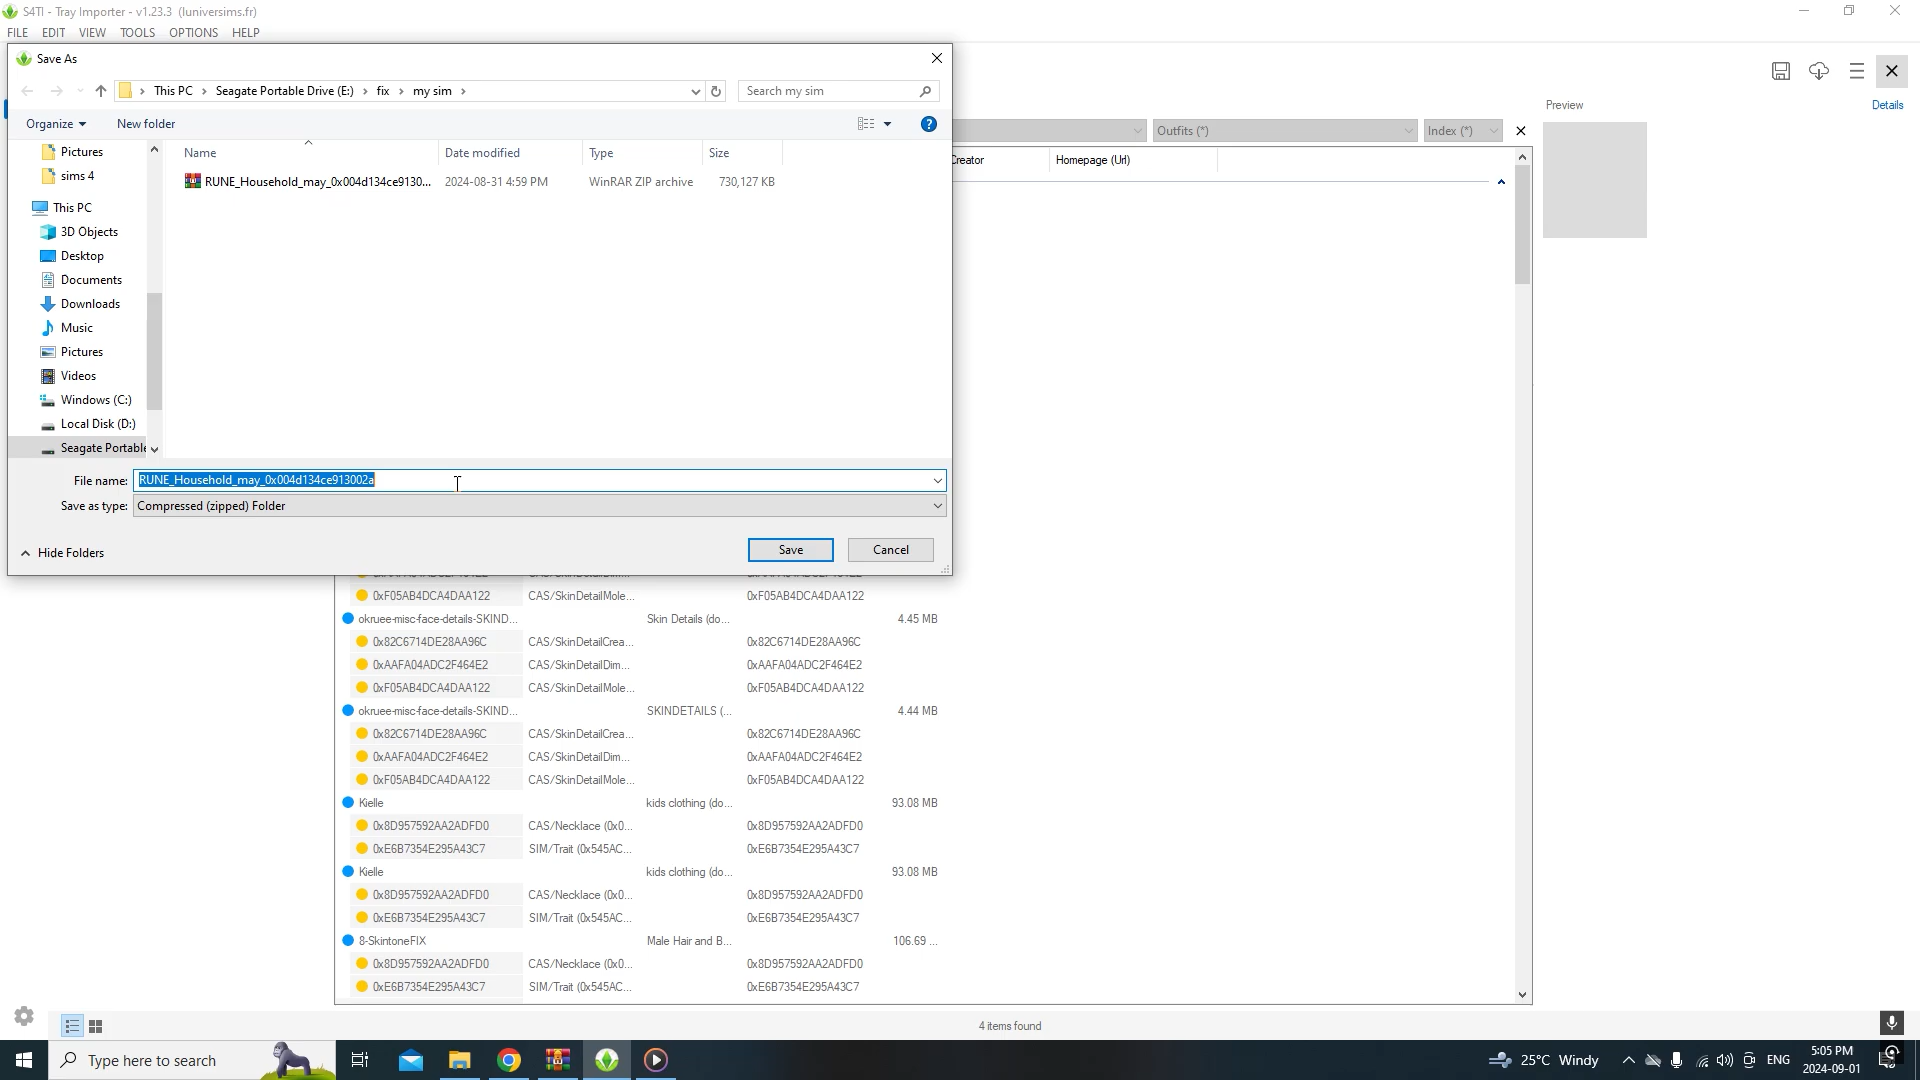 S4TI - Tray Importer - v1.23.3 (luniversims.fr)
FILE EDIT VIEW TOOLS OPTIONS HELP
Save As
This PC > Seagate Portable Drive (E:) > fix > my sim >
Search my sim
Organize
New folder
Pictures
sims 4
This PC
3D Objects
Desktop
Documents
Downloads
Music
Pictures
Videos
Windows (C:)
Local Disk (D:)
Seagate Portable
Name Date modified Type Size
RUNE_Household_may_0x004d134ce9130... 2024-08-31 4:59 PM WinRAR ZIP archive 730,127 KB
File name: RUNE_Household_may_0x004d134ce913002a
Save as type: Compressed (zipped) Folder
Hide Folders
Save
Cancel
Preview
Details
Outfits (*)
Index (*)
Creator
Homepage (Url)
0xF05AB4DCA4DAA122 CAS/SkinDetailMole... 0xF05AB4DCA4DAA122
okruee-misc-face-details-SKIND... Skin Details (do... 4.45 MB
0x82C6714DE28AA96C CAS/SkinDetailCrea... 0x82C6714DE28AA96C
0xAAFA04ADC2F464E2 CAS/SkinDetailDim... 0xAAFA04ADC2F464E2
0xF05AB4DCA4DAA122 CAS/SkinDetailMole... 0xF05AB4DCA4DAA122
okruee-misc-face-details-SKIND... SKINDETAILS (... 4.44 MB
0x82C6714DE28AA96C CAS/SkinDetailCrea... 0x82C6714DE28AA96C
0xAAFA04ADC2F464E2 CAS/SkinDetailDim... 0xAAFA04ADC2F464E2
0xF05AB4DCA4DAA122 CAS/SkinDetailMole... 0xF05AB4DCA4DAA122
Kielle kids clothing (do... 93.08 MB
0x8D957592AA2ADFD0 CAS/Necklace (0x0... 0x8D957592AA2ADFD0
0xE6B7354E295A43C7 SIM/Trait (0x545AC... 0xE6B7354E295A43C7
Kielle kids clothing (do... 93.08 MB
0x8D957592AA2ADFD0 CAS/Necklace (0x0... 0x8D957592AA2ADFD0
0xE6B7354E295A43C7 SIM/Trait (0x545AC... 0xE6B7354E295A43C7
8-SkintoneFIX Male Hair and B... 106.69 ...
0x8D957592AA2ADFD0 CAS/Necklace (0x0... 0x8D957592AA2ADFD0
0xE6B7354E295A43C7 SIM/Trait (0x545AC... 0xE6B7354E295A43C7
4 items found
Type here to search
25°C Windy
ENG
5:05 PM
2024-09-01